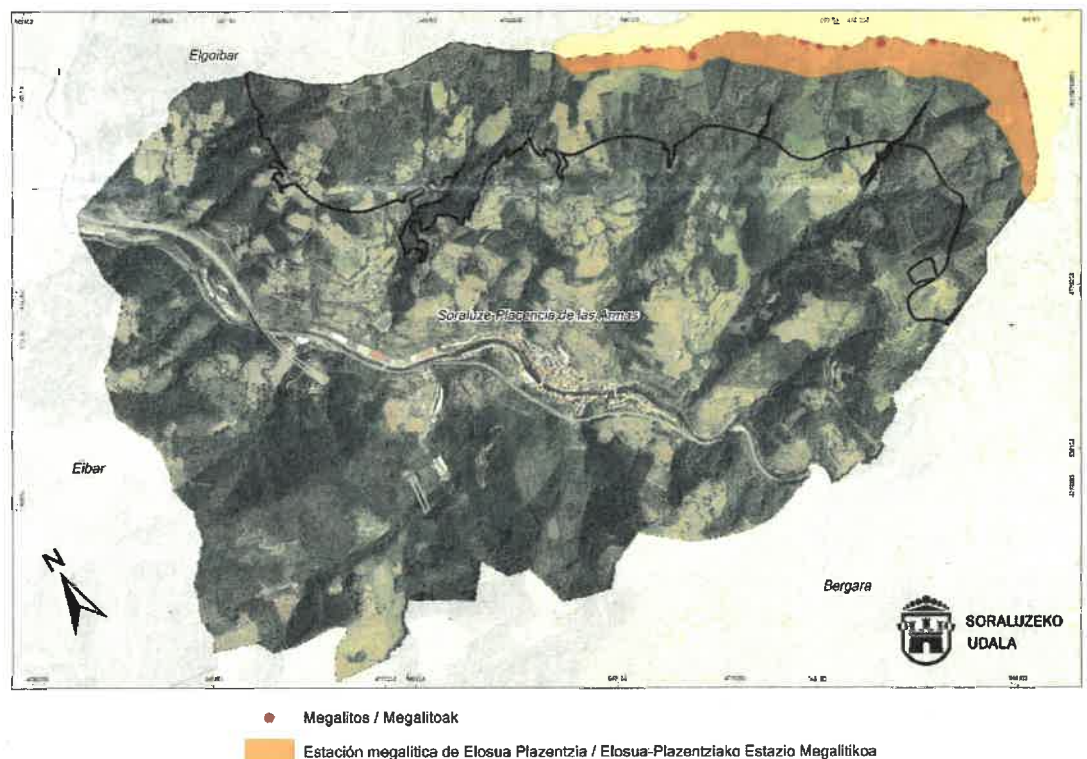 Elgoibar
Soraluze-Placencia de las Armas
Eibar
N
Bergara
SORALUZEKO
UDALA
Megalitos / Megalitoak
Estación megalítica de Elosua Plazentzia / Elosua-Plazentziako Estazio Megalitikoa